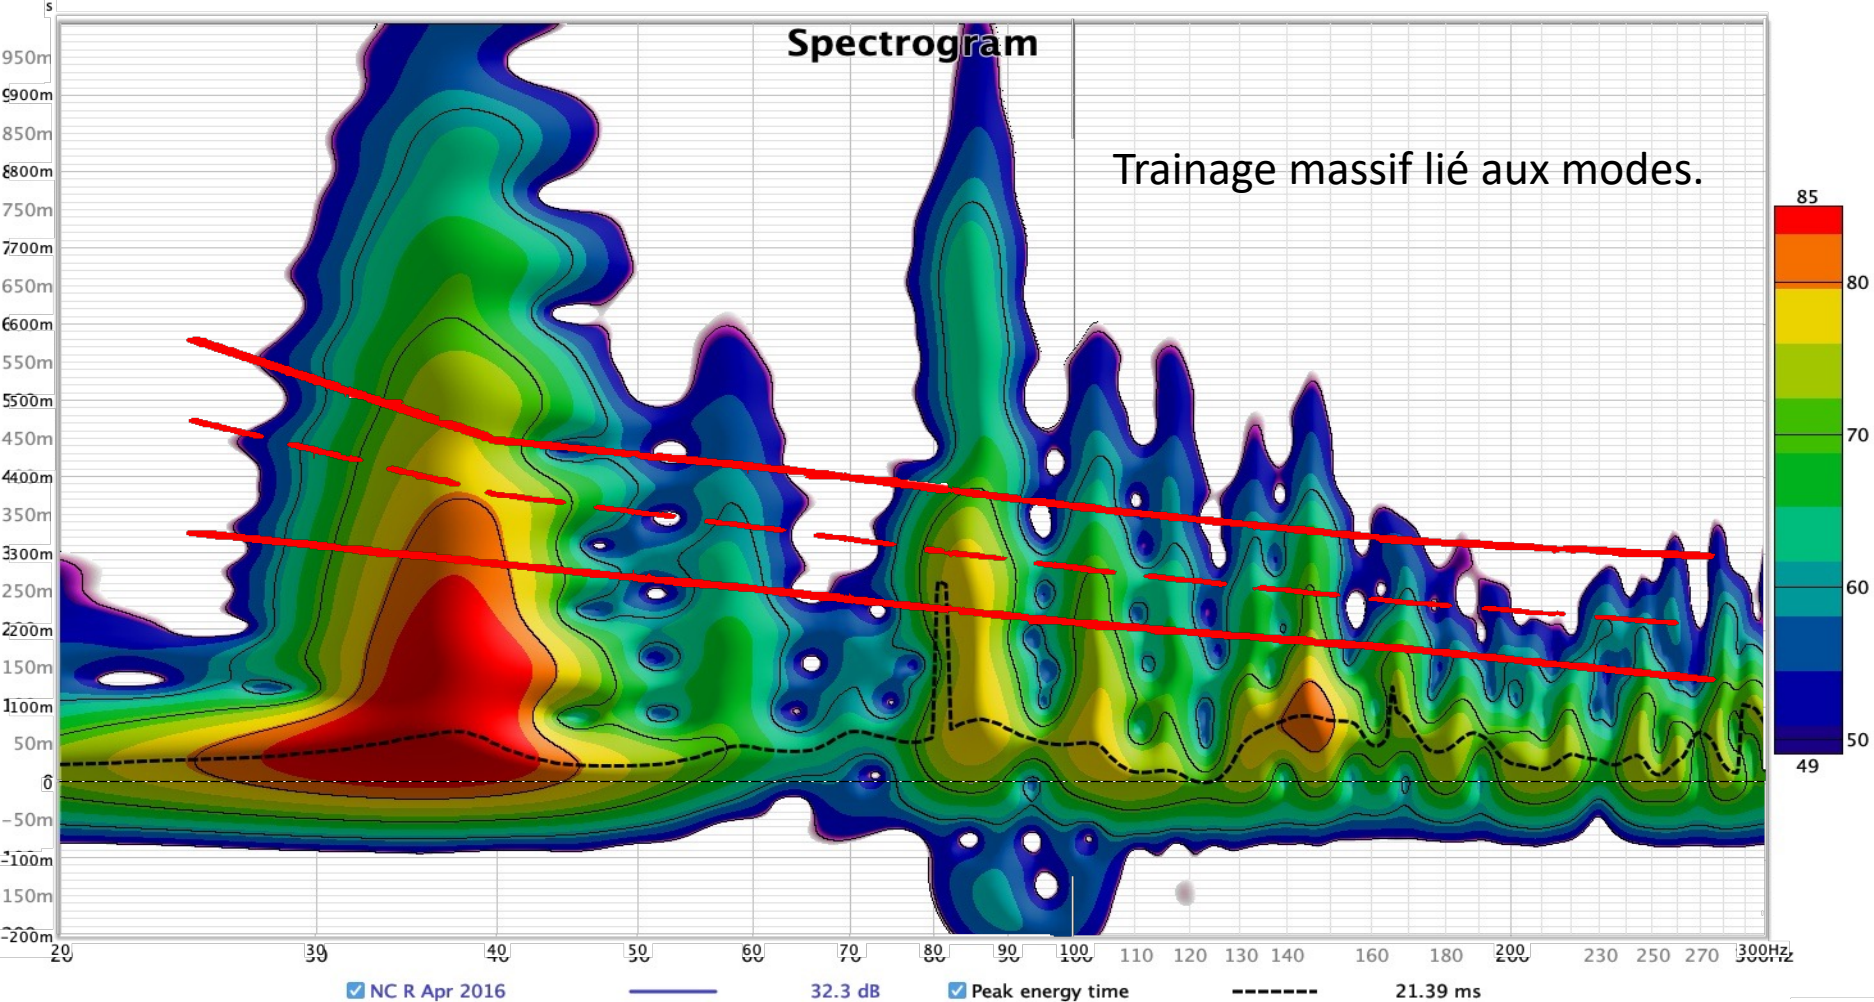 s
Spectrogram
Trainage massif lié aux modes.
950m
900m
850m
800m
750m
700m
650m
600m
550m
500m
450m
400m
350m
300m
250m
200m
150m
100m
50m
0
-50m
-100m
150m
-200m
85
80
70
60
50
49
20 30 40 50 60 70 80 90 100 110 120 130 140 160 180 200 230 250 270 300Hz
NC R Apr 2016 32.3 dB Peak energy time 21.39 ms